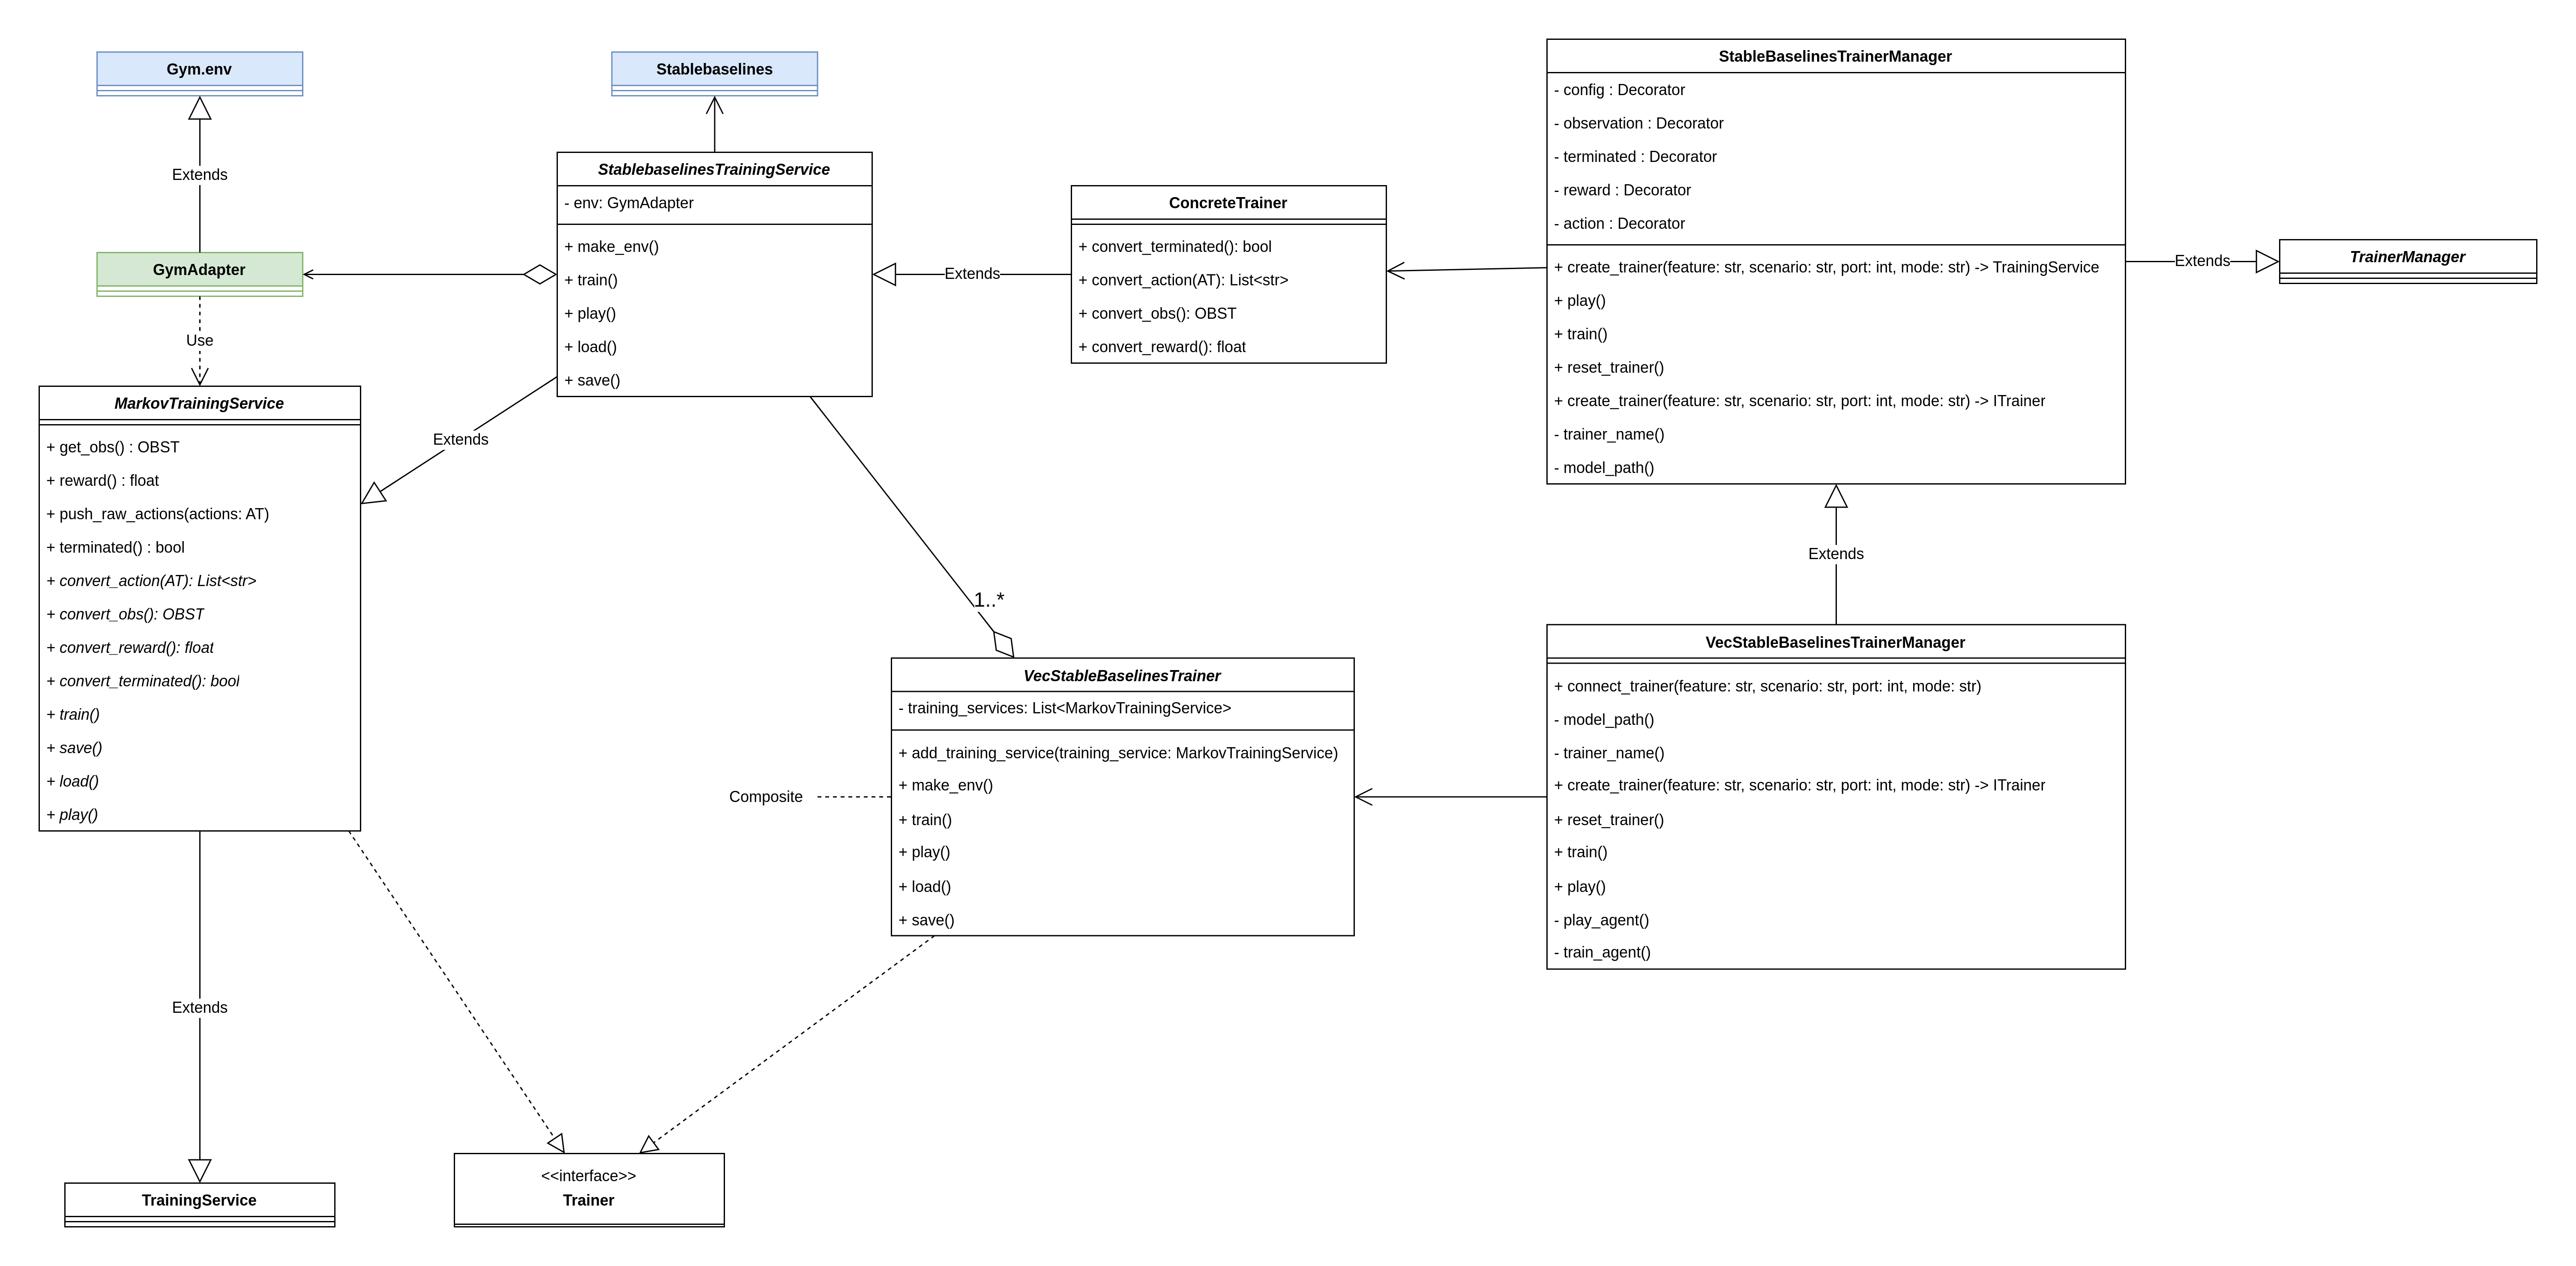 Gym.env
Extends
GymAdapter
Use
MarkovTrainingService
+ get_obs() : OBST
+ reward() : float
+ push_raw_actions(actions: AT)
+ terminated() : bool
+ convert_action(AT): List<str>
+ convert_obs(): OBST
+ convert_reward(): float
+ convert_terminated(): bool
+ train()
+ save()
+ load()
+ play()
Extends
TrainingService
Stablebaselines
StablebaselinesTrainingService
- env: GymAdapter
+ make_env()
+ train()
+ play()
+ load()
+ save()
Extends
Extends
ConcreteTrainer
+ convert_terminated(): bool
+ convert_action(AT): List<str>
+ convert_obs(): OBST
+ convert_reward(): float
1..*
VecStableBaselinesTrainer
- training_services: List<MarkovTrainingService>
+ add_training_service(training_service: MarkovTrainingService)
+ make_env()
+ train()
+ play()
+ load()
+ save()
Composite
<<interface>>
Trainer
StableBaselinesTrainerManager
- config : Decorator
- observation : Decorator
- terminated : Decorator
- reward : Decorator
- action : Decorator
+ create_trainer(feature: str, scenario: str, port: int, mode: str) -> TrainingService
+ play()
+ train()
+ reset_trainer()
+ create_trainer(feature: str, scenario: str, port: int, mode: str) -> ITrainer
- trainer_name()
- model_path()
Extends
TrainerManager
Extends
VecStableBaselinesTrainerManager
+ connect_trainer(feature: str, scenario: str, port: int, mode: str)
- model_path()
- trainer_name()
+ create_trainer(feature: str, scenario: str, port: int, mode: str) -> ITrainer
+ reset_trainer()
+ train()
+ play()
- play_agent()
- train_agent()